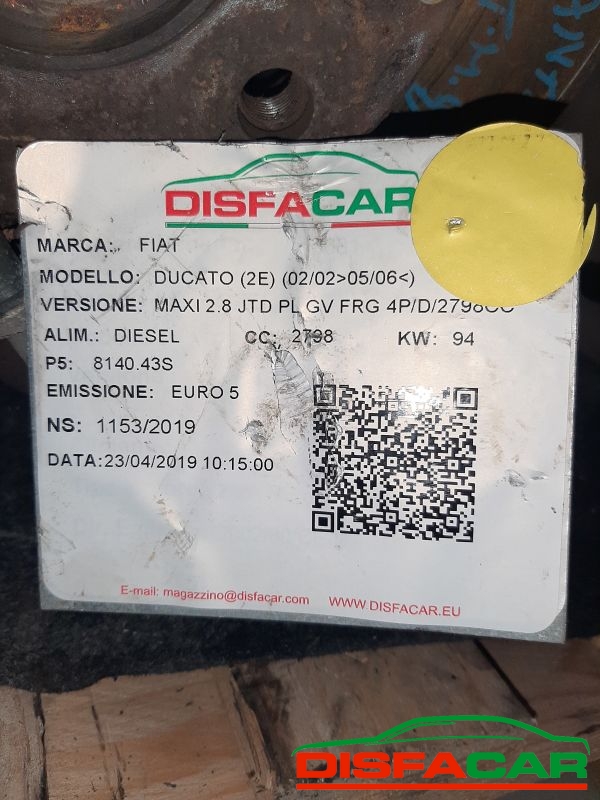 DISFACAR
MARCA: FIAT
MODELLO: DUCATO (2E) (02/02>05/06<)
VERSIONE: MAXI 2.8 JTD PL GV FRG 4P/D/2798CC
ALIM.: DIESEL CC: 2798 KW: 94
P5: 8140.43S
EMISSIONE: EURO 5
NS: 1153/2019
DATA:23/04/2019 10:15:00
E-mail: magazzino@disfacar.com WWW.DISFACAR.EU
DISFACAR